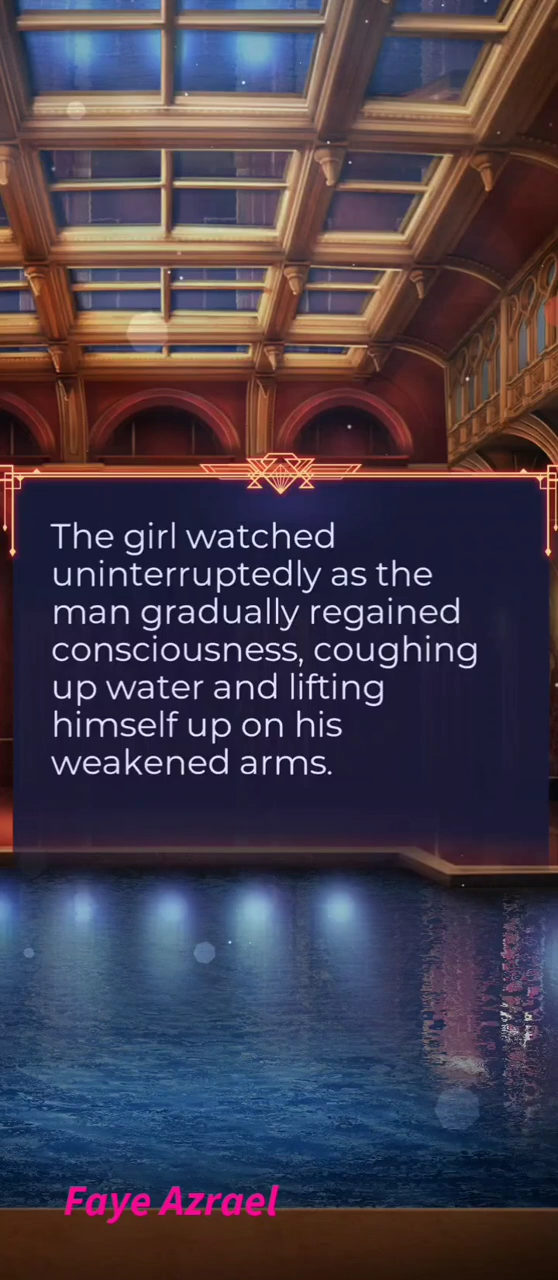 The girl watched
uninterruptedly as the
man gradually regained
consciousness, coughing
up water and lifting
himself up on his
weakened arms.
Faye Azrael